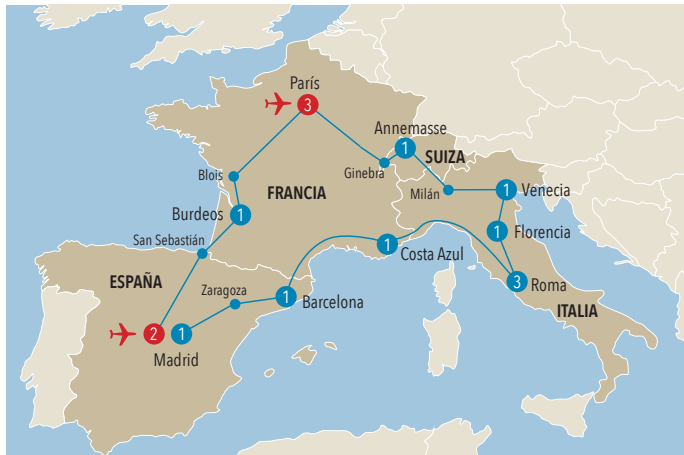 París
3
Annemasse
1
SUIZA
Ginebra
Blois
FRANCIA
Milán
1
Venecia
Burdeos
1
1
Florencia
San Sebastián
1
Costa Azul
ESPAÑA
Zaragoza
1
Barcelona
3
Roma
ITALIA
2
1
Madrid